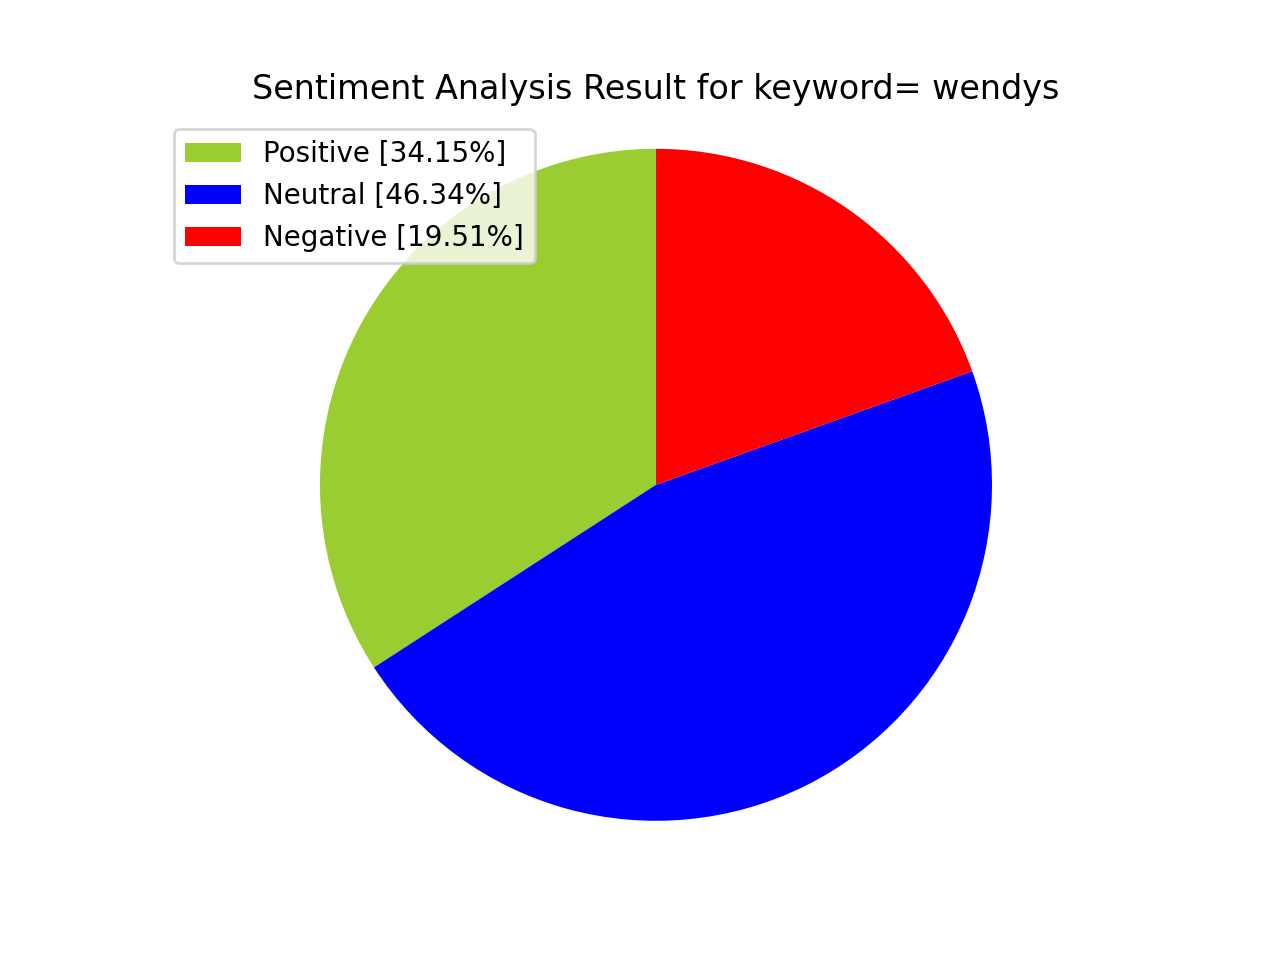 Sentiment Analysis Result for keyword= wendys
Positive [34.15%]
Neutral [46.34%]
Negative [19.51%]